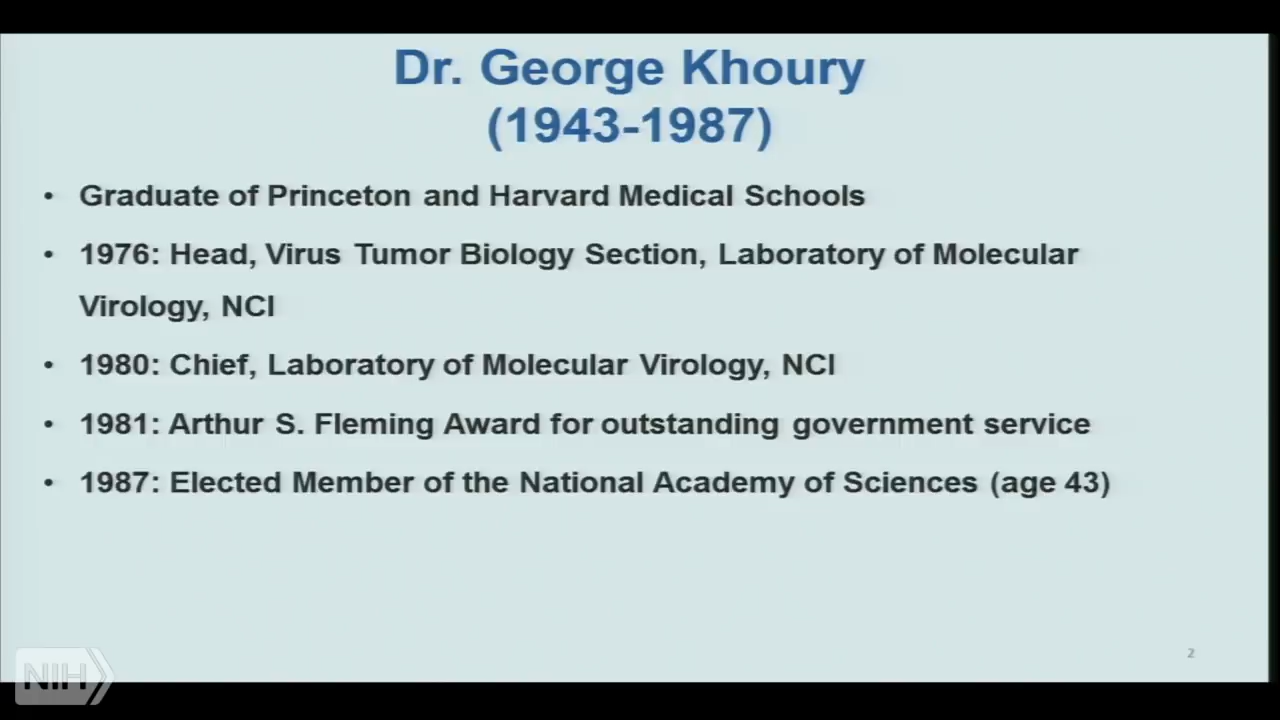 Dr. George Khoury
(1943-1987)
• Graduate of Princeton and Harvard Medical Schools
• 1976: Head, Virus Tumor Biology Section, Laboratory of Molecular
Virology, NCI
• 1980: Chief, Laboratory of Molecular Virology, NCI
• 1981: Arthur S. Fleming Award for outstanding government service
• 1987: Elected Member of the National Academy of Sciences (age 43)
2
NIH